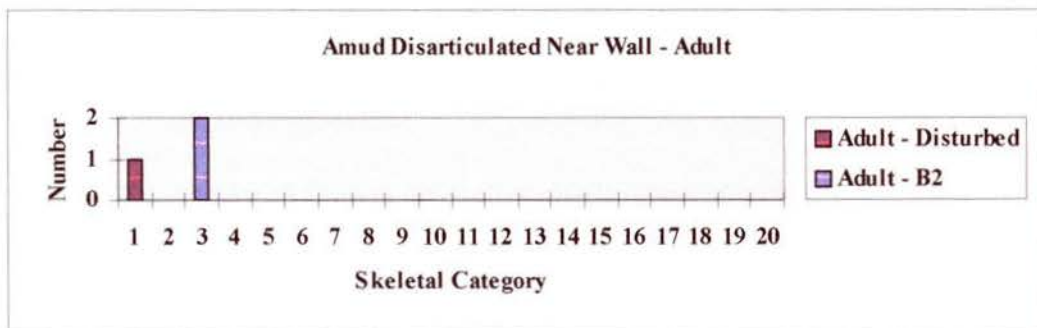 Amud Disarticulated Near Wall - Adult
Number
2
1
0
1 2 3 4 5 6 7 8 9 10 11 12 13 14 15 16 17 18 19 20
Skeletal Category
Adult - Disturbed
Adult - B2